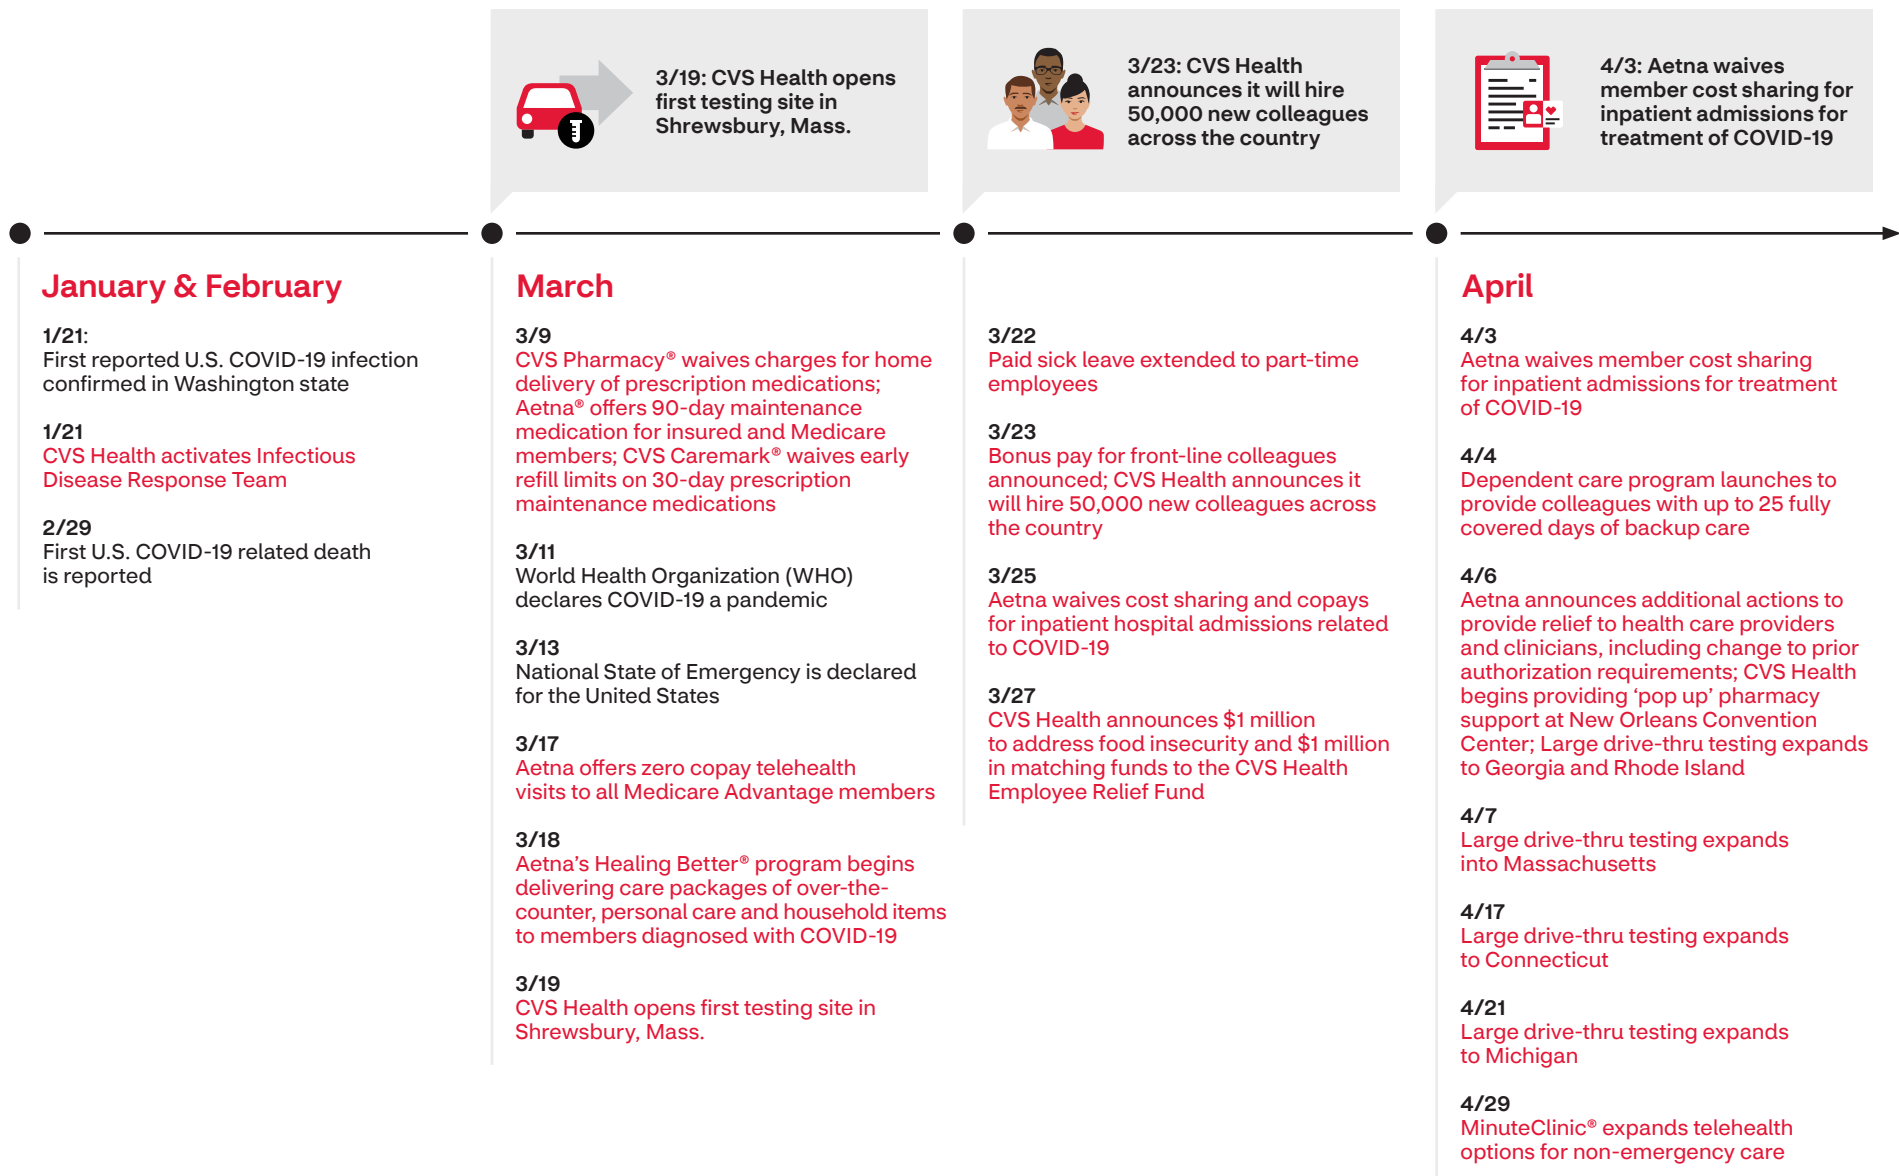 3/19: CVS Health opens
first testing site in
Shrewsbury, Mass.
3/23: CVS Health
announces it will hire
50,000 new colleagues
across the country
4/3: Aetna waives
member cost sharing for
inpatient admissions for
treatment of COVID-19
January & February
1/21:
First reported U.S. COVID-19 infection
confirmed in Washington state
1/21
CVS Health activates Infectious
Disease Response Team
2/29
First U.S. COVID-19 related death
is reported
March
3/9
CVS Pharmacy® waives charges for home
delivery of prescription medications;
Aetna® offers 90-day maintenance
medication for insured and Medicare
members; CVS Caremark® waives early
refill limits on 30-day prescription
maintenance medications
3/11
World Health Organization (WHO)
declares COVID-19 a pandemic
3/13
National State of Emergency is declared
for the United States
3/17
Aetna offers zero copay telehealth
visits to all Medicare Advantage members
3/18
Aetna’s Healing Better® program begins
delivering care packages of over-the-
counter, personal care and household items
to members diagnosed with COVID-19
3/19
CVS Health opens first testing site in
Shrewsbury, Mass.
3/22
Paid sick leave extended to part-time
employees
3/23
Bonus pay for front-line colleagues
announced; CVS Health announces it
will hire 50,000 new colleagues across
the country
3/25
Aetna waives cost sharing and copays
for inpatient hospital admissions related
to COVID-19
3/27
CVS Health announces $1 million
to address food insecurity and $1 million
in matching funds to the CVS Health
Employee Relief Fund
April
4/3
Aetna waives member cost sharing
for inpatient admissions for treatment
of COVID-19
4/4
Dependent care program launches to
provide colleagues with up to 25 fully
covered days of backup care
4/6
Aetna announces additional actions to
provide relief to health care providers
and clinicians, including change to prior
authorization requirements; CVS Health
begins providing ‘pop up’ pharmacy
support at New Orleans Convention
Center; Large drive-thru testing expands
to Georgia and Rhode Island
4/7
Large drive-thru testing expands
into Massachusetts
4/17
Large drive-thru testing expands
to Connecticut
4/21
Large drive-thru testing expands
to Michigan
4/29
MinuteClinic® expands telehealth
options for non-emergency care